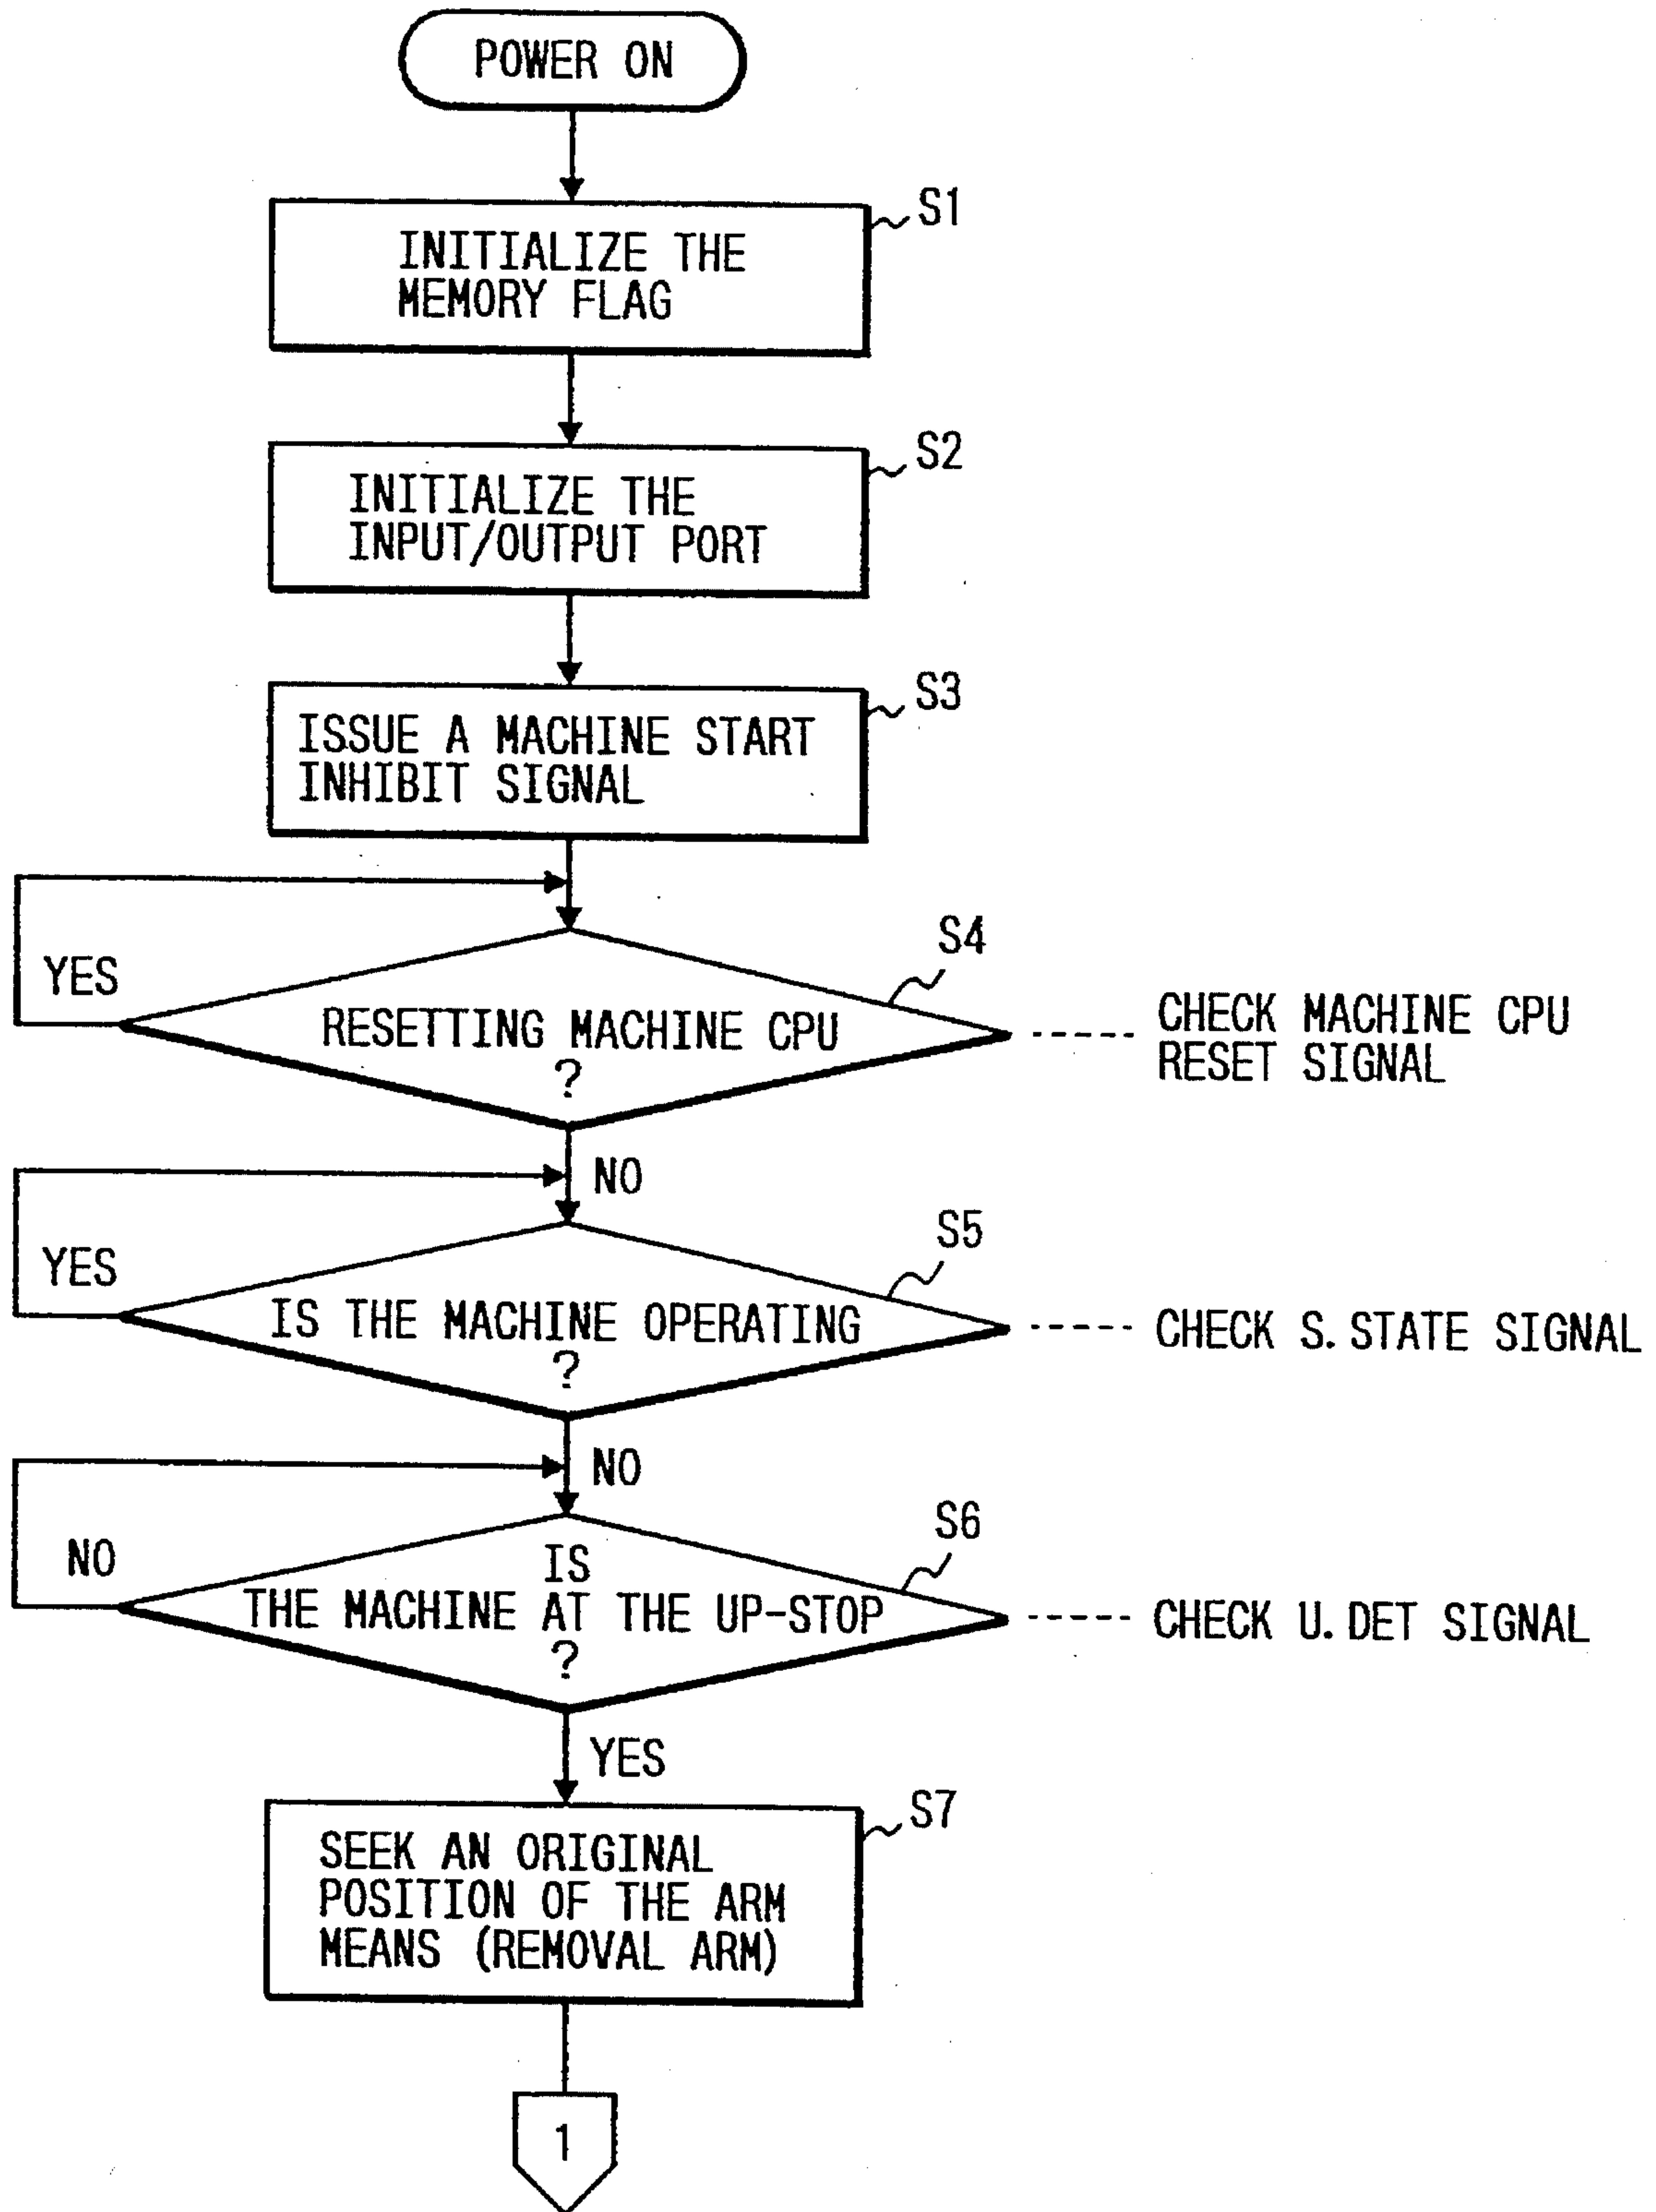 POWER ON
S1
INITIALIZE THE
MEMORY FLAG
S2
INITIALIZE THE
INPUT/OUTPUT PORT
S3
ISSUE A MACHINE START
INHIBIT SIGNAL
S4
YES
RESETTING MACHINE CPU
?
CHECK MACHINE CPU
RESET SIGNAL
NO
S5
YES
IS THE MACHINE OPERATING
?
CHECK S. STATE SIGNAL
NO
S6
NO
IS
THE MACHINE AT THE UP-STOP
?
CHECK U. DET SIGNAL
YES
S7
SEEK AN ORIGINAL
POSITION OF THE ARM
MEANS (REMOVAL ARM)
1